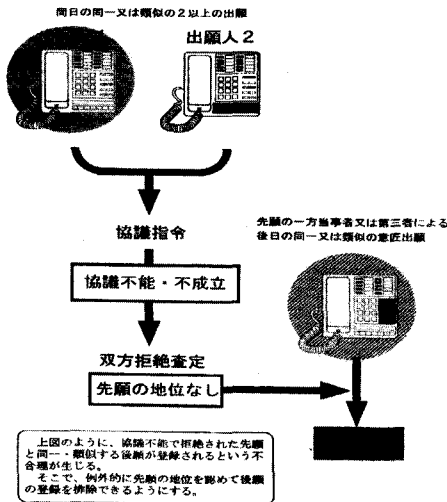 同日の同一又は類似の2以上の出願
出願人2
協議指令
先願の一方当事者又は第三者による
後日の同一又は類似の意匠出願
協議不能・不成立
双方拒絶査定
先願の地位なし
上図のように、協議不能で拒絶された先願
と同一・類似する後願が登録されるという不
合理が生じる。
そこで、例外的に先願の地位を認めて後願
の登録を排除できるようにする。